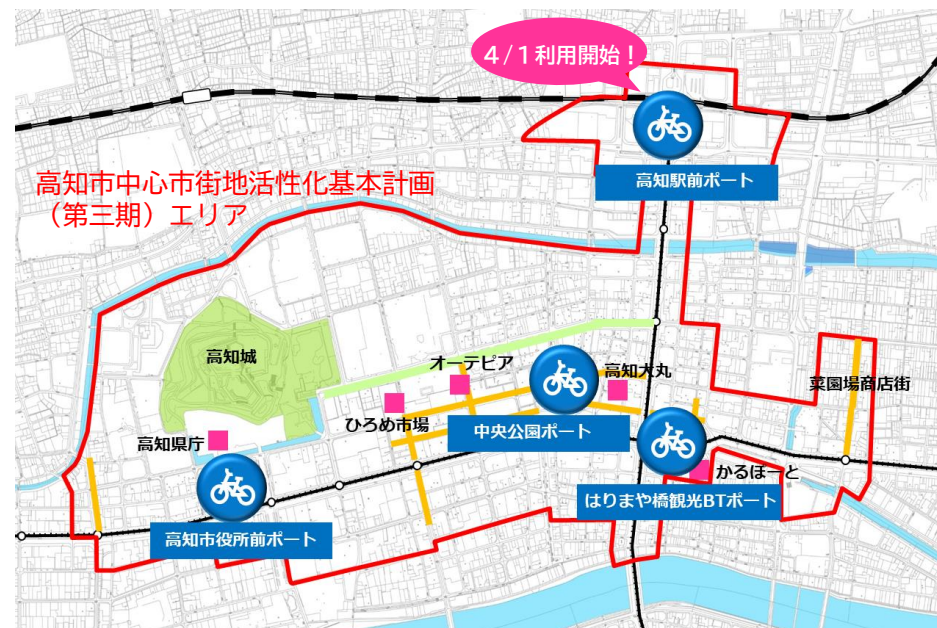 4/1利用開始！
高知駅前ポート
高知市中心市街地活性化基本計画
（第三期）エリア
高知城
オーテピア
高知大丸
菜園場商店街
ひろめ市場
中央公園ポート
高知県庁
かるぽーと
はりまや橋観光BTポート
高知市役所前ポート